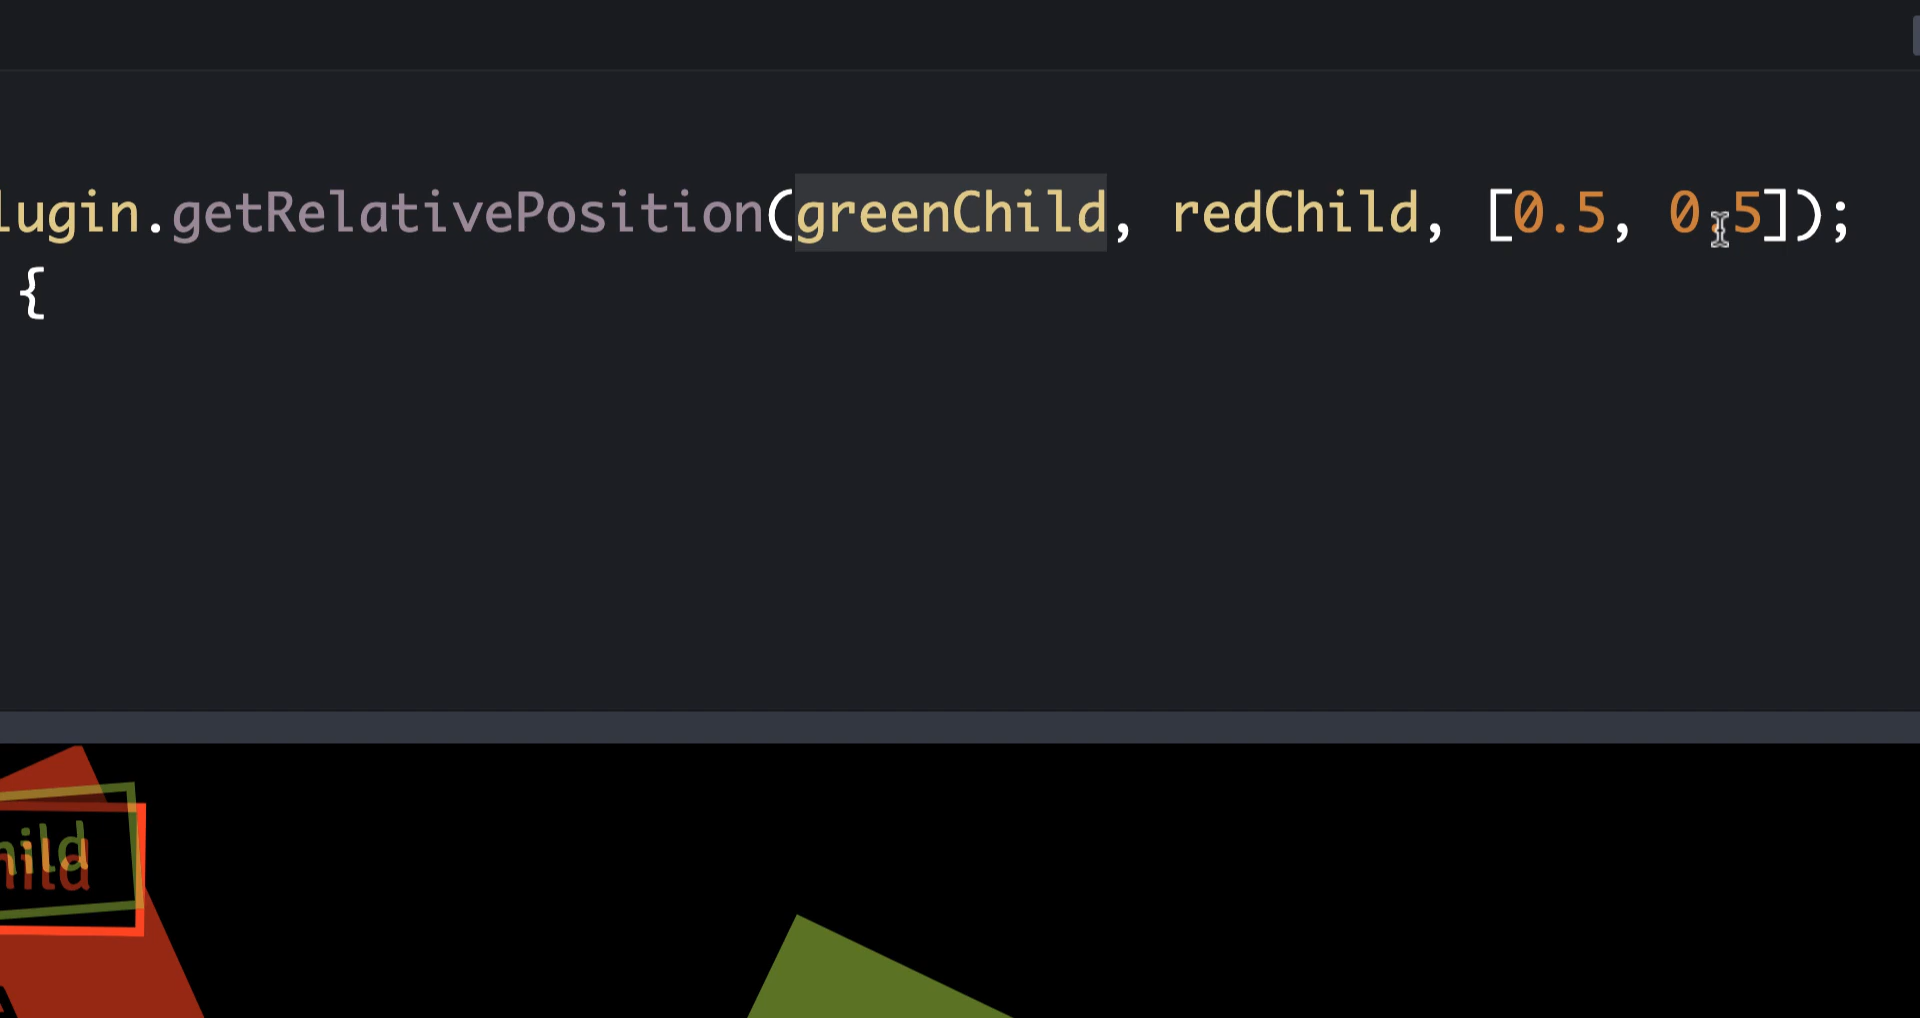 lugin.getRelativePosition(greenChild, redChild, [0.5, 0.5]);
{
hild
hild